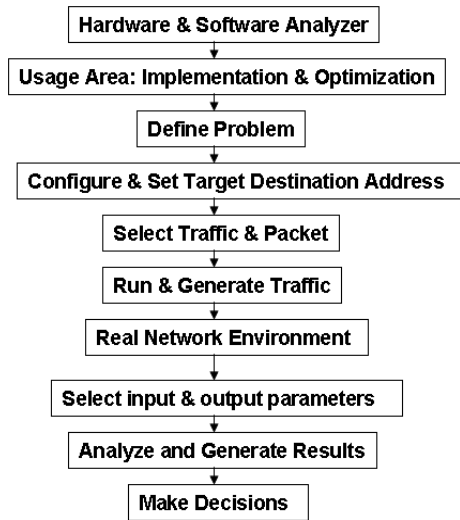 Hardware & Software Analyzer
Usage Area: Implementation & Optimization
Define Problem
Configure & Set Target Destination Address
Select Traffic & Packet
Run & Generate Traffic
Real Network Environment
Select input & output parameters
Analyze and Generate Results
Make Decisions